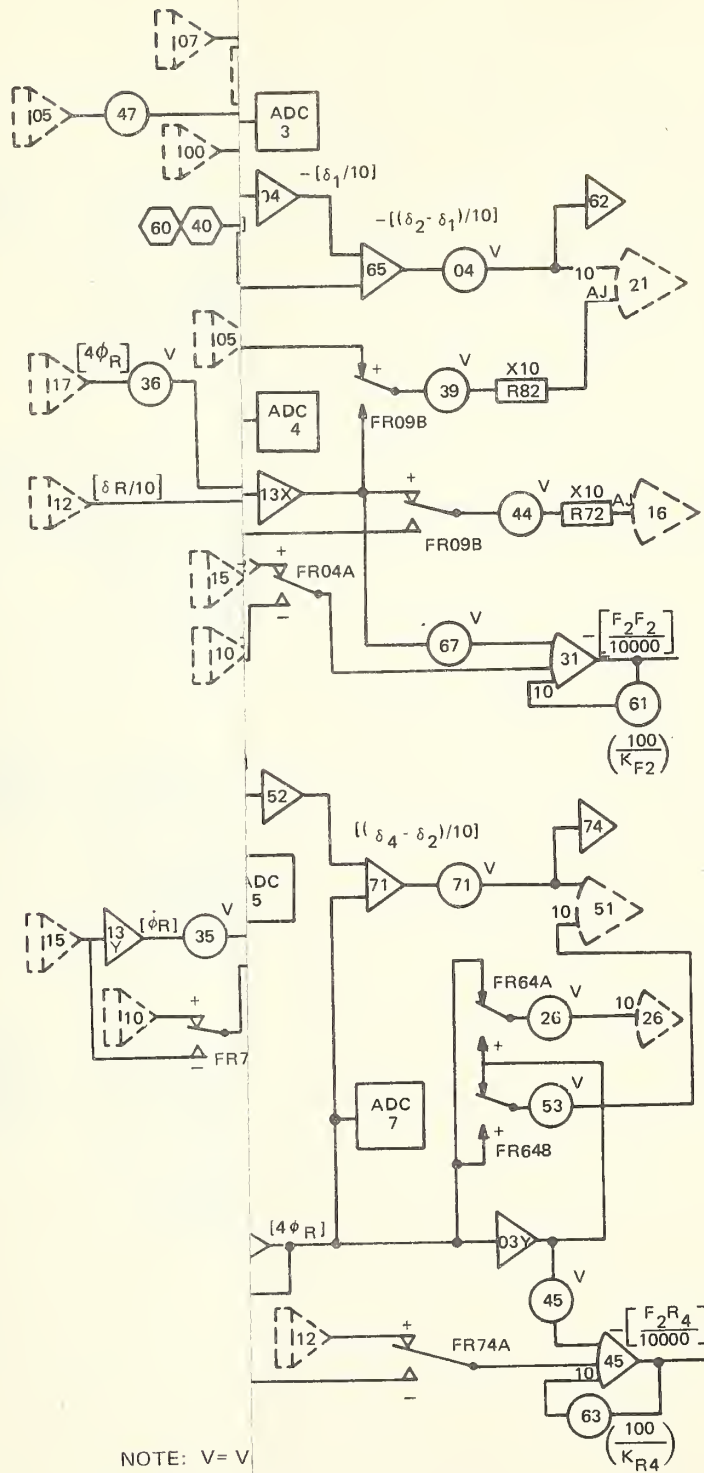 07
05
47
ADC
3
00
04
-[δ₁/10]
60
40
-[(δ₂ - δ₁)/10]
62
65
04
V
10
21
AJ
05
[4ϕR]
V
17
36
+
39
V
X10
R82
ADC
4
FR09B
[δR/10]
12
13X
+
44
V
X10
R72
AJ
16
FR09B
15
+
FR04A
-
10
67
V
31
10
-[F₂F₂/10000]
61
(100/K_F2)
52
[(δ₄ - δ₂)/10]
74
71
71
V
ADC
5
51
10
15
13
Y
[ϕ̇R]
35
V
FR64A
10
+
-
FR7
26
V
10
26
+
53
V
ADC
7
+
FR648
[4ϕR]
03Y
45
V
12
+
FR74A
-
45
10
-[F₂R₄/10000]
63
(100/K_R4)
NOTE: V= V